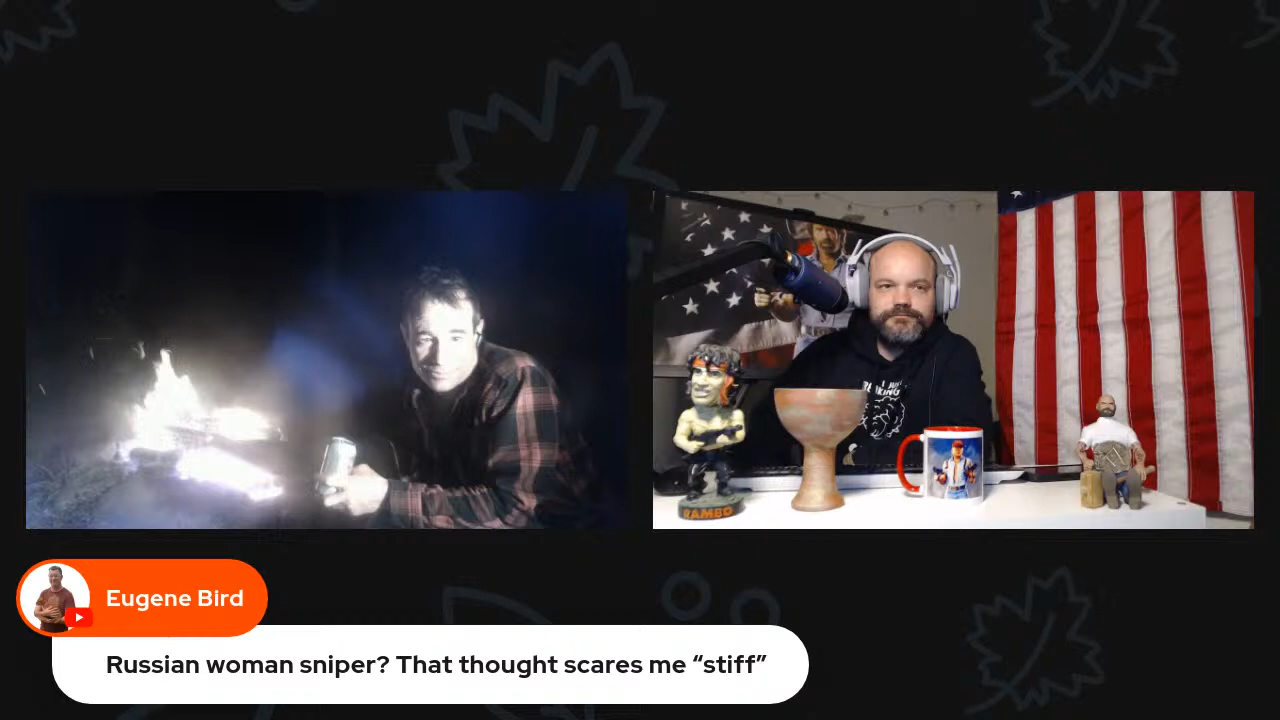 RAMBO
Eugene Bird
Russian woman sniper? That thought scares me “stiff”